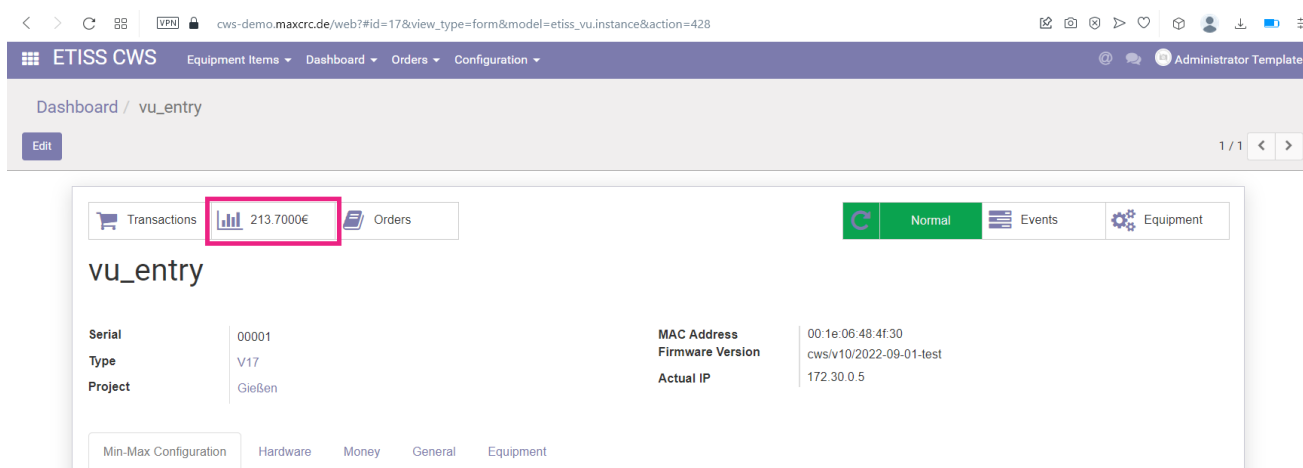 VPN cws-demo.maxcrc.de/web?#id=17&view_type=form&model=etiss_vu.instance&action=428
ETISS CWS Equipment Items Dashboard Orders Configuration @ Administrator Template
Dashboard / vu_entry
Edit 1 / 1
Transactions 213.7000€ Orders Normal Events Equipment
vu_entry
Serial 00001 MAC Address 00:1e:06:48:4f:30
Type V17 Firmware Version cws/v10/2022-09-01-test
Project Gießen Actual IP 172.30.0.5
Min-Max Configuration Hardware Money General Equipment